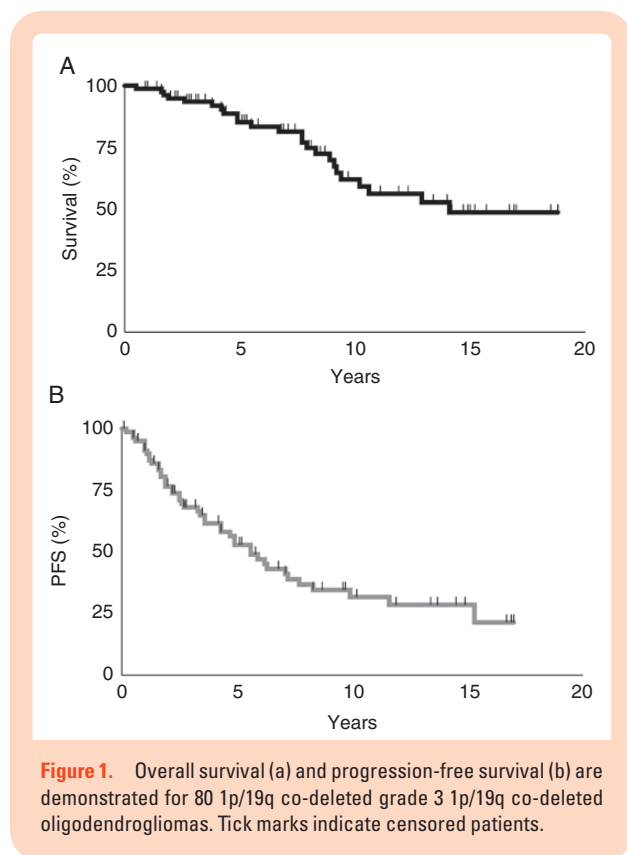 A
100
75
50
25
0
Survival (%)
0 5 10 15 20
Years
B
100
75
50
25
0
PFS (%)
0 5 10 15 20
Years
Figure 1. Overall survival (a) and progression-free survival (b) are
demonstrated for 80 1p/19q co-deleted grade 3 1p/19q co-deleted
oligodendrogliomas. Tick marks indicate censored patients.